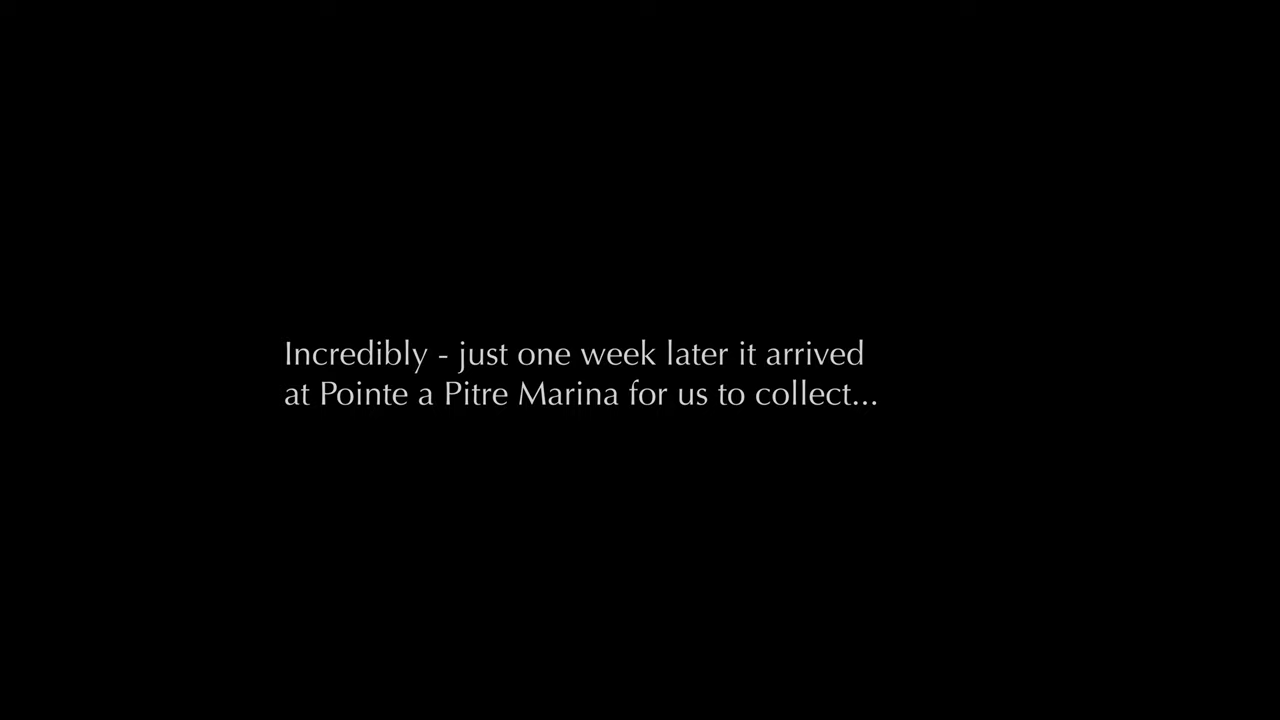 Incredibly - just one week later it arrived
at Pointe a Pitre Marina for us to collect...